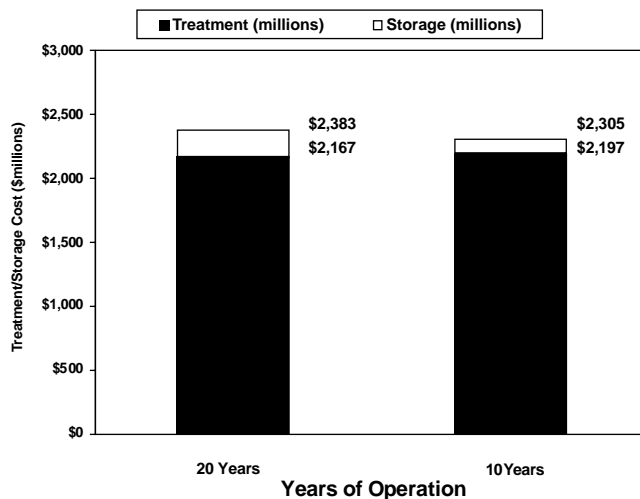 Treatment (millions) Storage (millions)
Treatment/Storage Cost ($millions)
$3,000
$2,500
$2,000
$1,500
$1,000
$500
$0
$2,383
$2,167
$2,305
$2,197
20 Years 10Years
Years of Operation